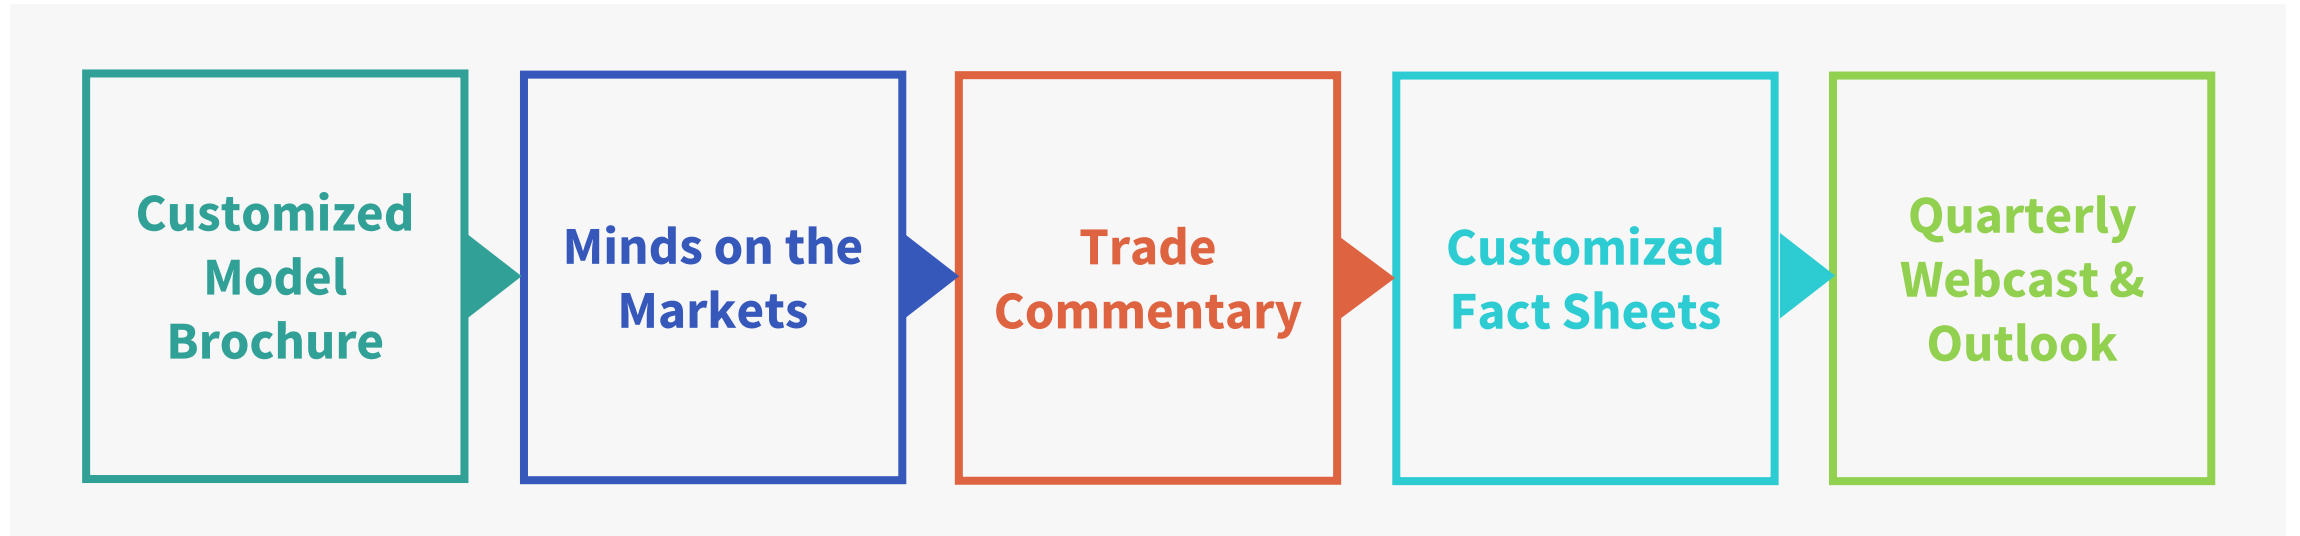 Customized
Model
Brochure
Minds on the
Markets
Trade
Commentary
Customized
Fact Sheets
Quarterly
Webcast &
Outlook